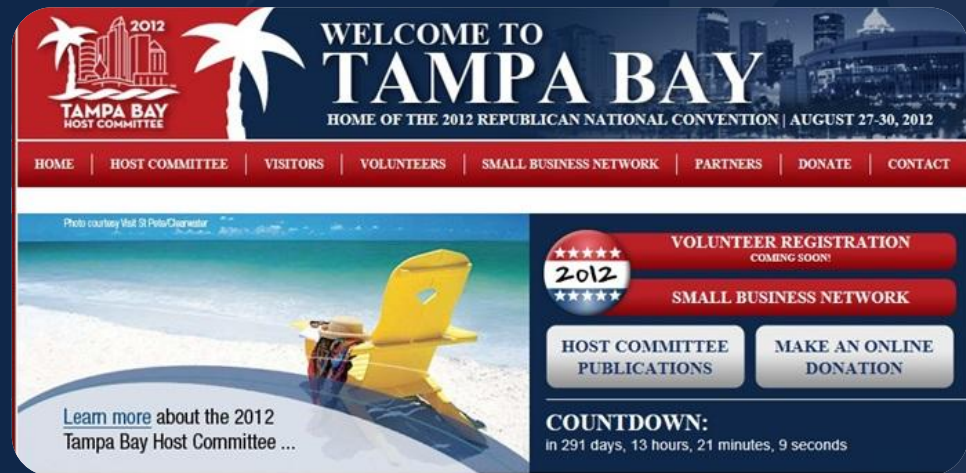 2012
TAMPA BAY
HOST COMMITTEE
WELCOME TO
TAMPA BAY
HOME OF THE 2012 REPUBLICAN NATIONAL CONVENTION | AUGUST 27-30, 2012
HOME | HOST COMMITTEE | VISITORS | VOLUNTEERS | SMALL BUSINESS NETWORK | PARTNERS | DONATE | CONTACT
Photo courtesy Visit St Pete/Clearwater
Learn more about the 2012
Tampa Bay Host Committee ...
2012
VOLUNTEER REGISTRATION
COMING SOON!
SMALL BUSINESS NETWORK
HOST COMMITTEE
PUBLICATIONS
MAKE AN ONLINE
DONATION
COUNTDOWN:
in 291 days, 13 hours, 21 minutes, 9 seconds